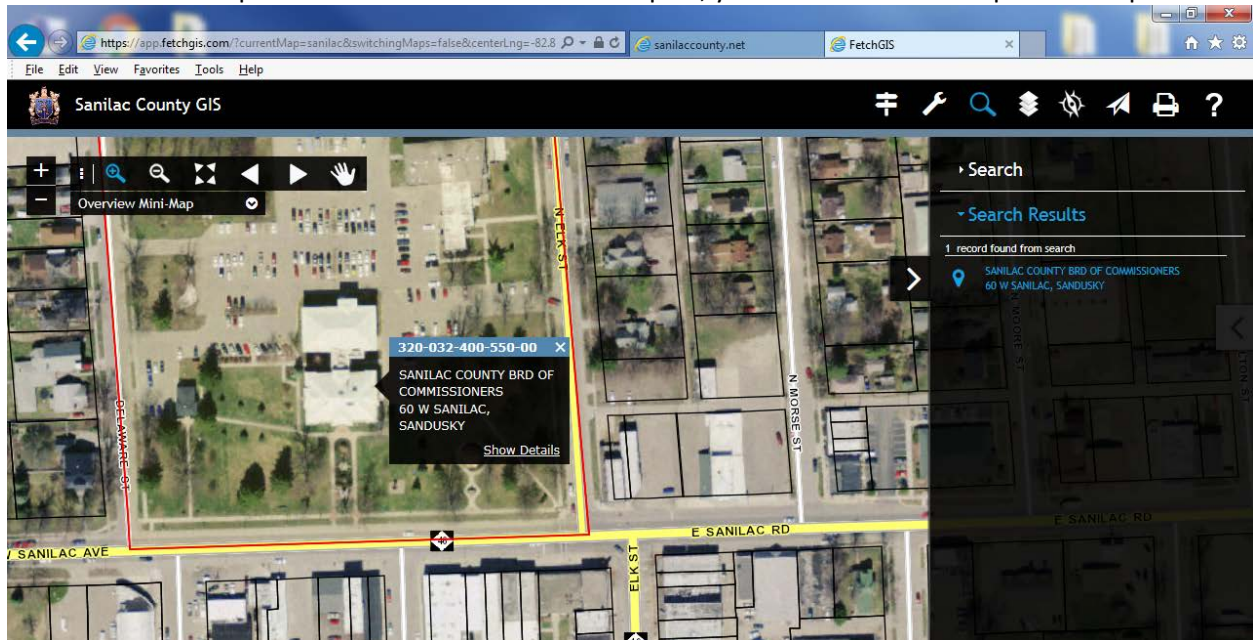 https://app.fetchgis.com/?currentMap=sanilac&switchingMaps=false&centerLng=-82.8
sanilaccounty.net
FetchGIS
File Edit View Favorites Tools Help
Sanilac County GIS
Overview Mini-Map
Search
Search Results
1 record found from search
SANILAC COUNTY BRD OF COMMISSIONERS
60 W SANILAC, SANDUSKY
320-032-400-550-00
SANILAC COUNTY BRD OF
COMMISSIONERS
60 W SANILAC,
SANDUSKY
Show Details
N ELK ST
DELAWARE ST
N MORSE ST
N MOORE ST
W SANILAC AVE
46
E SANILAC RD
E SANILAC RD
ELK ST